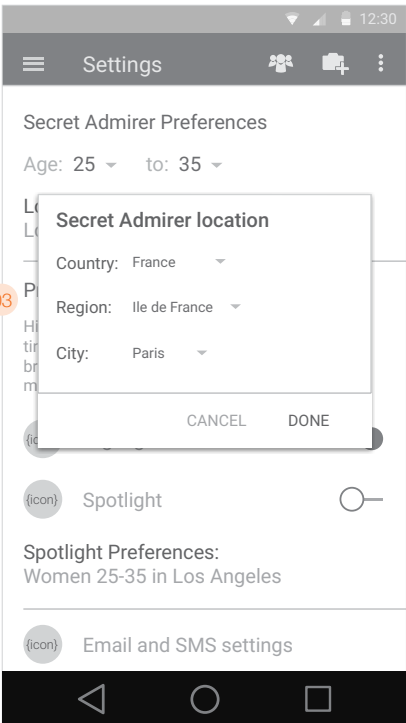 12:30
Settings
Secret Admirer Preferences
Age: 25 to: 35
Secret Admirer location
Country: France
Region: Ile de France
City: Paris
CANCEL DONE
{icon} Spotlight
Spotlight Preferences:
Women 25-35 in Los Angeles
{icon} Email and SMS settings